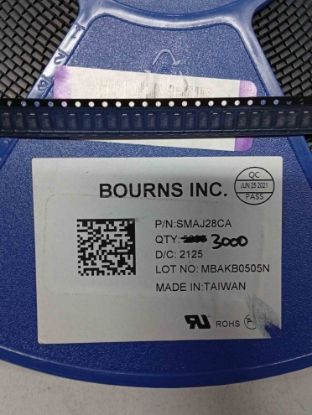 QC
JUN 25 2021
PASS
BOURNS INC.
P/N:SMAJ28CA
QTY: 3000
D/C: 2125
LOT NO: MBAKB0505N
MADE IN:TAIWAN
ROHS